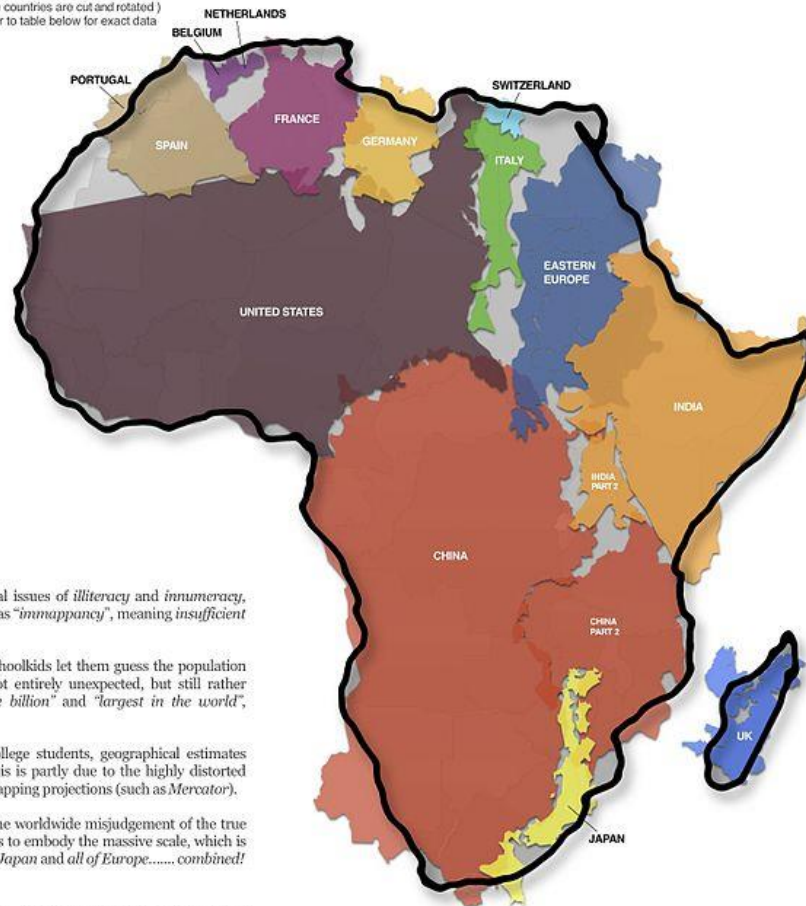 countries are cut and rotated )
r to table below for exact data
NETHERLANDS
BELGIUM
PORTUGAL
SWITZERLAND
FRANCE
GERMANY
SPAIN
ITALY
EASTERN
EUROPE
UNITED STATES
INDIA
INDIA
PART 2
CHINA
CHINA
PART 2
UK
JAPAN
al issues of illiteracy and innumeracy,
as "immappancy", meaning insufficient
hoolkids let them guess the population
ot entirely unexpected, but still rather
e billion" and "largest in the world",
llege students, geographical estimates
is is partly due to the highly distorted
apping projections (such as Mercator).
he worldwide misjudgement of the true
s to embody the massive scale, which is
Japan and all of Europe....... combined!